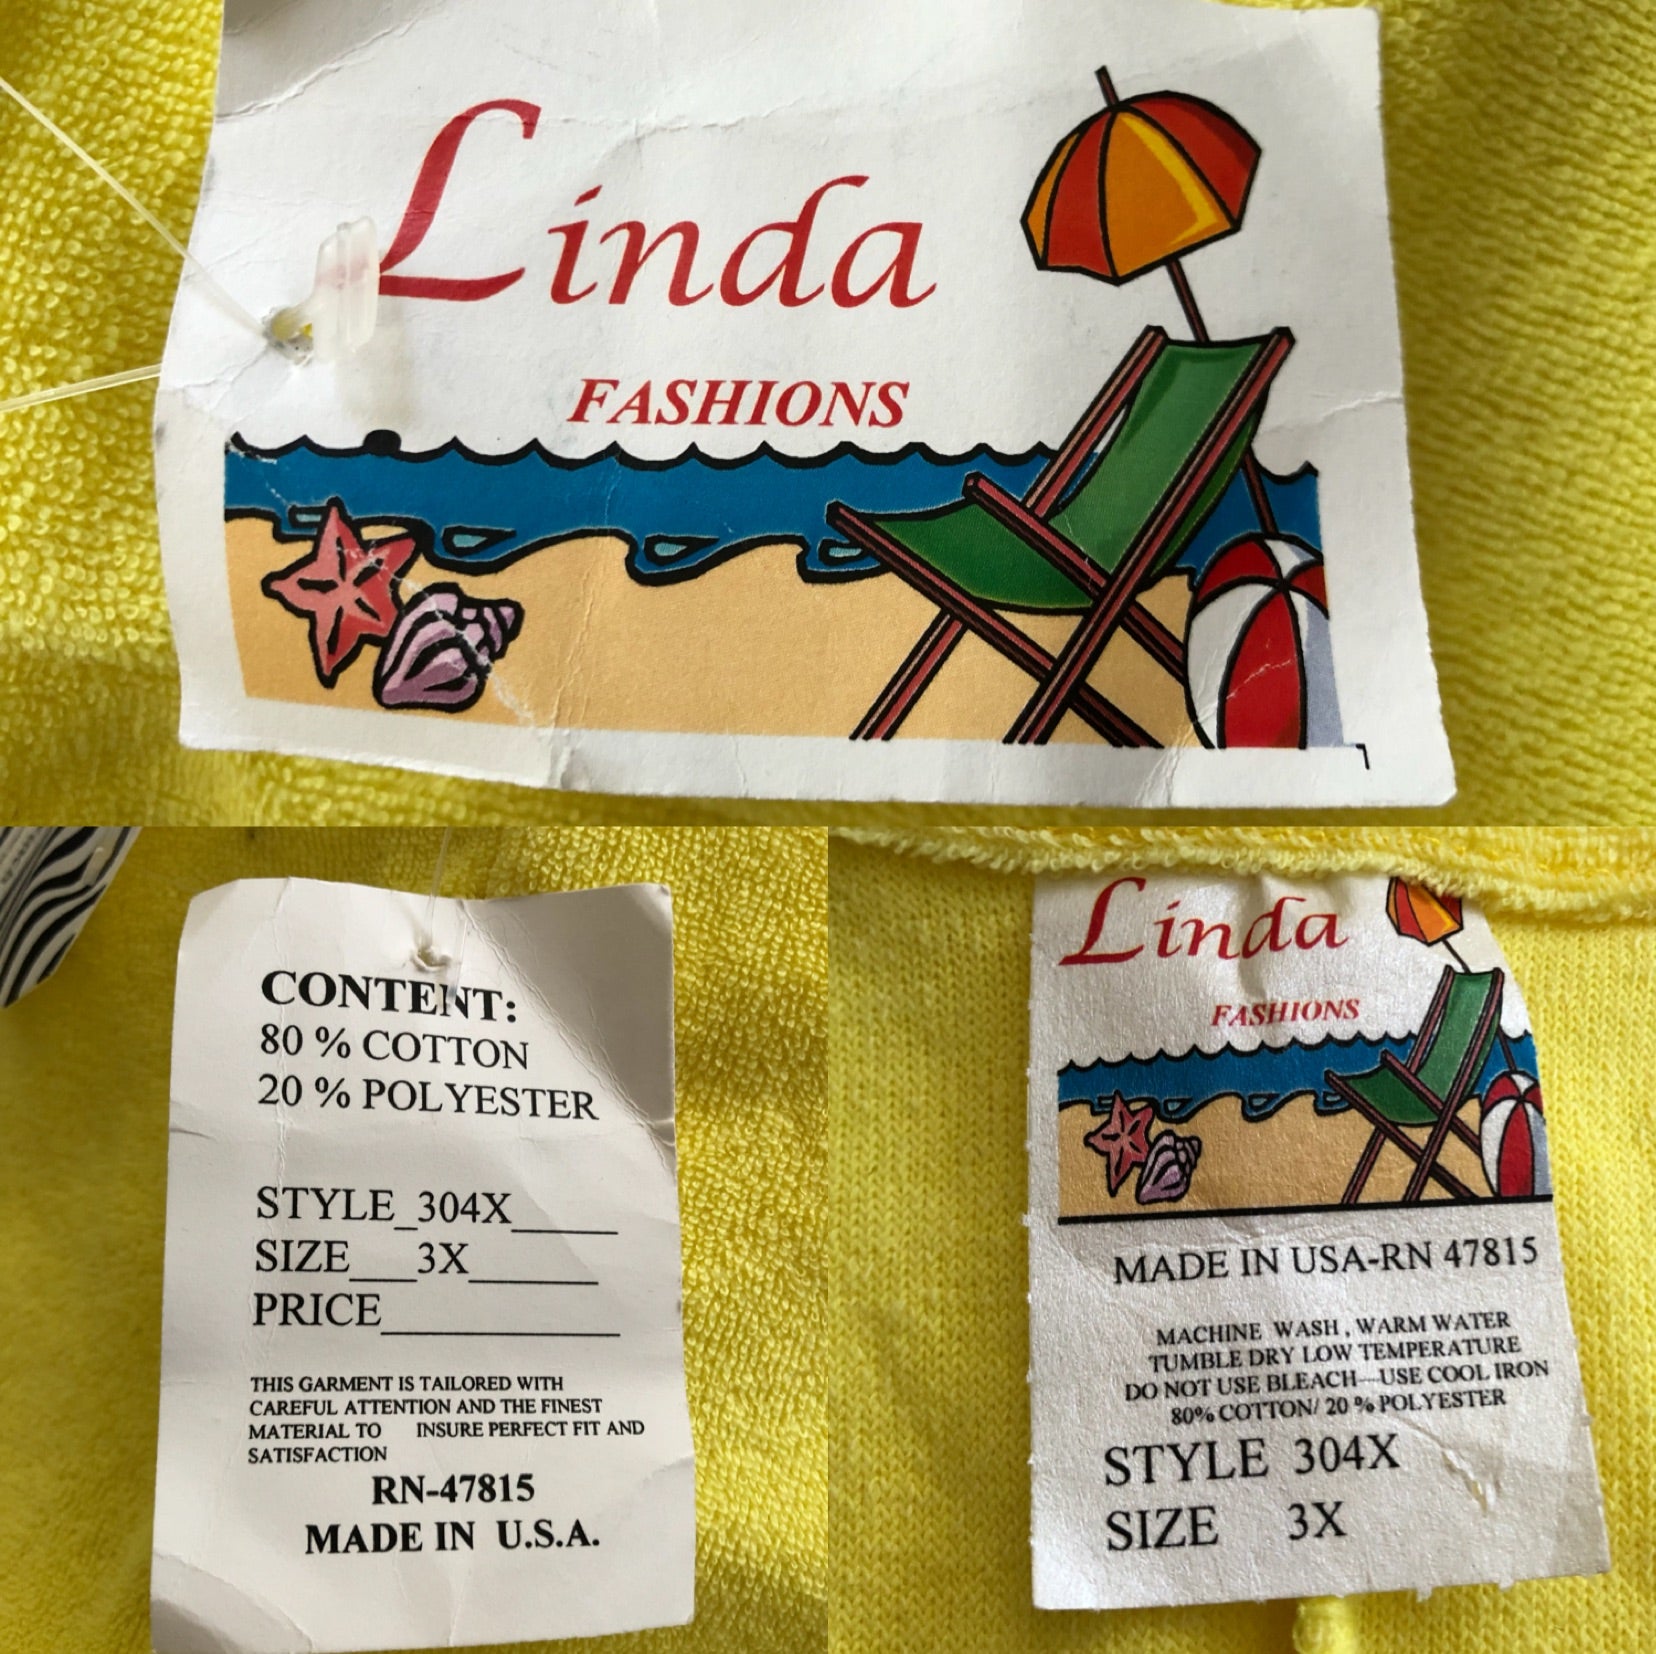 Linda
FASHIONS
CONTENT:
80 % COTTON
20 % POLYESTER
STYLE_304X_____
SIZE___3X______
PRICE___________
THIS GARMENT IS TAILORED WITH
CAREFUL ATTENTION AND THE FINEST
MATERIAL TO INSURE PERFECT FIT AND
SATISFACTION
RN-47815
MADE IN U.S.A.
Linda
FASHIONS
MADE IN USA-RN 47815
MACHINE WASH , WARM WATER
TUMBLE DRY LOW TEMPERATURE
DO NOT USE BLEACH—USE COOL IRON
80% COTTON/ 20 % POLYESTER
STYLE 304X
SIZE 3X